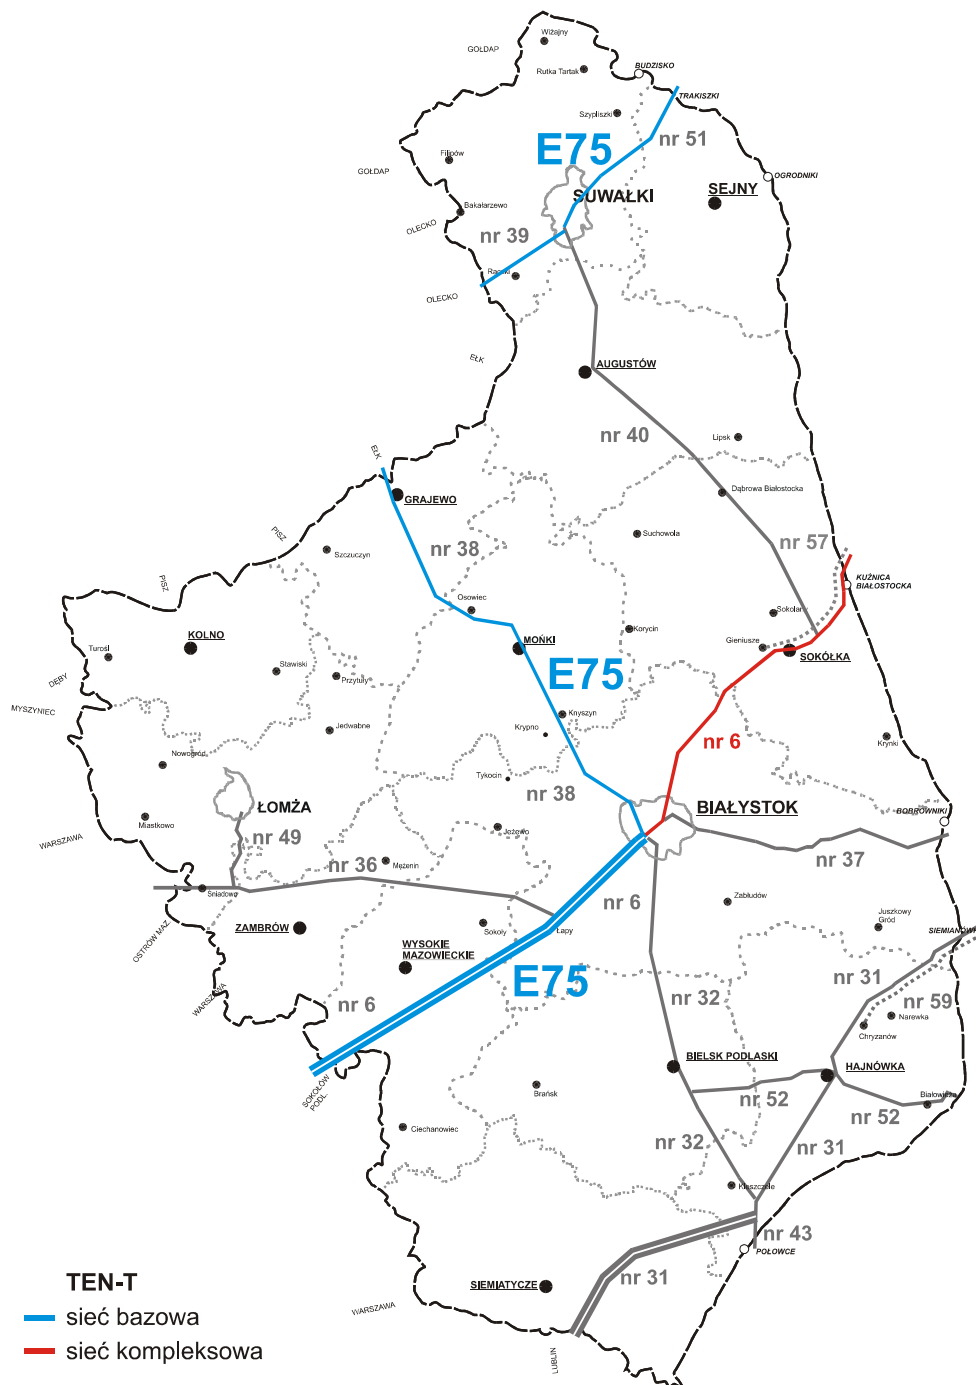 Wiżajny
GOŁDAP
BUDZISKO
Rutka Tartak
TRAKISZKI
Szypliszki
nr 51
E75
Filipów
GOŁDAP
OGRODNIKI
SEJNY
SUWAŁKI
Bakałarzewo
OLECKO
nr 39
Raczki
OLECKO
EŁK
AUGUSTÓW
nr 40
Lipsk
EŁK
GRAJEWO
Dąbrowa Białostocka
PISZ
Suchowola
nr 57
nr 38
Szczuczyn
PISZ
KUŹNICA
BIAŁOSTOCKA
Osowiec
Sokolany
KOLNO
Korycin
MOŃKI
Gieniusze
SOKÓŁKA
Turośl
Stawiski
Przytuły
E75
DĘBY
MYSZYNIEC
Knyszyn
Jedwabne
Krypno
nr 6
Krynki
Nowogród
Tykocin
nr 38
ŁOMŻA
BIAŁYSTOK
BOBROWNIKI
Miastkowo
nr 49
Jeżewo
WARSZAWA
nr 37
nr 36
Mężenin
Śniadowo
nr 6
Zabłudów
Juszkowy
Gród
OSTRÓW MAZ.
ZAMBRÓW
Sokoły
Łapy
SIEMIANÓWKA
WYSOKIE
MAZOWIECKIE
E75
nr 31
WARSZAWA
nr 6
nr 32
nr 59
Narewka
Chryzanów
BIELSK PODLASKI
HAJNÓWKA
SOKOŁÓW
PODL.
Brańsk
nr 52
Białowieża
nr 52
Ciechanowiec
nr 32
nr 31
Kleszczele
nr 43
POŁOWCE
TEN-T
SIEMIATYCZE
nr 31
WARSZAWA
sieć bazowa
LUBLIN
sieć kompleksowa